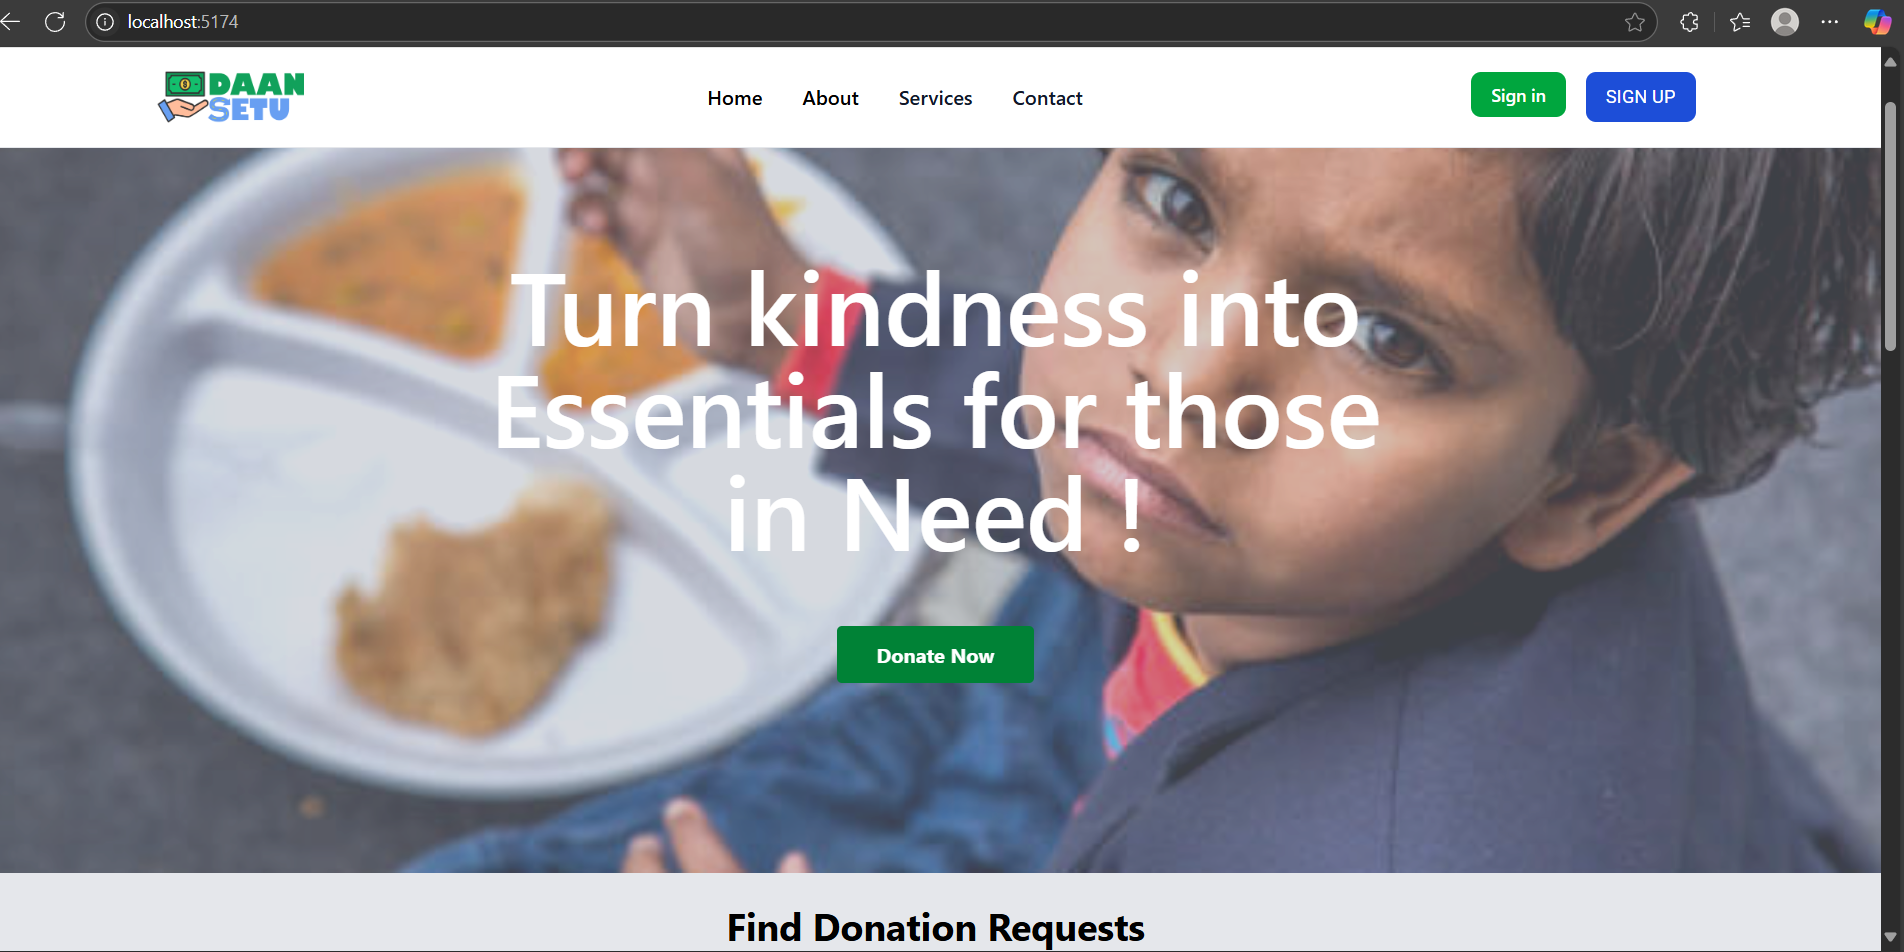 localhost:5174
DAAN
SETU
Home About Services Contact
Sign in SIGN UP
Turn kindness into
Essentials for those
in Need !
Donate Now
Find Donation Requests